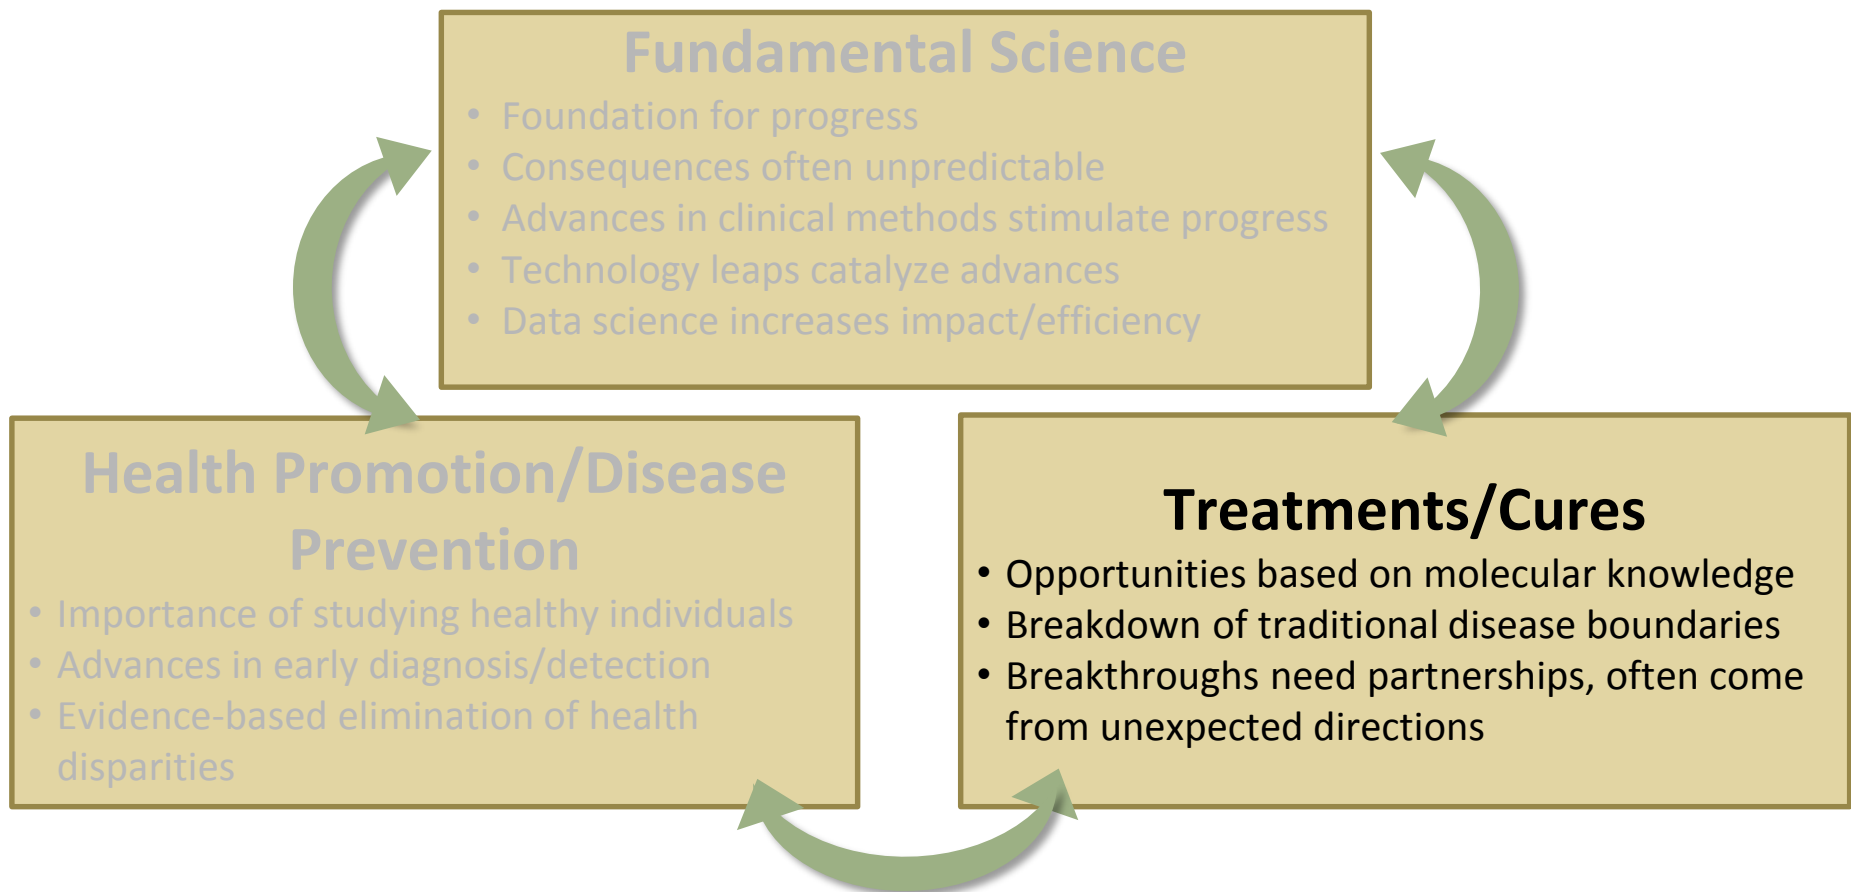 Fundamental Science
• Foundation for progress
• Consequences often unpredictable
• Advances in clinical methods stimulate progress
• Technology leaps catalyze advances
• Data science increases impact/efficiency
Health Promotion/Disease
Prevention
• Importance of studying healthy individuals
• Advances in early diagnosis/detection
• Evidence-based elimination of health
disparities
Treatments/Cures
• Opportunities based on molecular knowledge
• Breakdown of traditional disease boundaries
• Breakthroughs need partnerships, often come
from unexpected directions